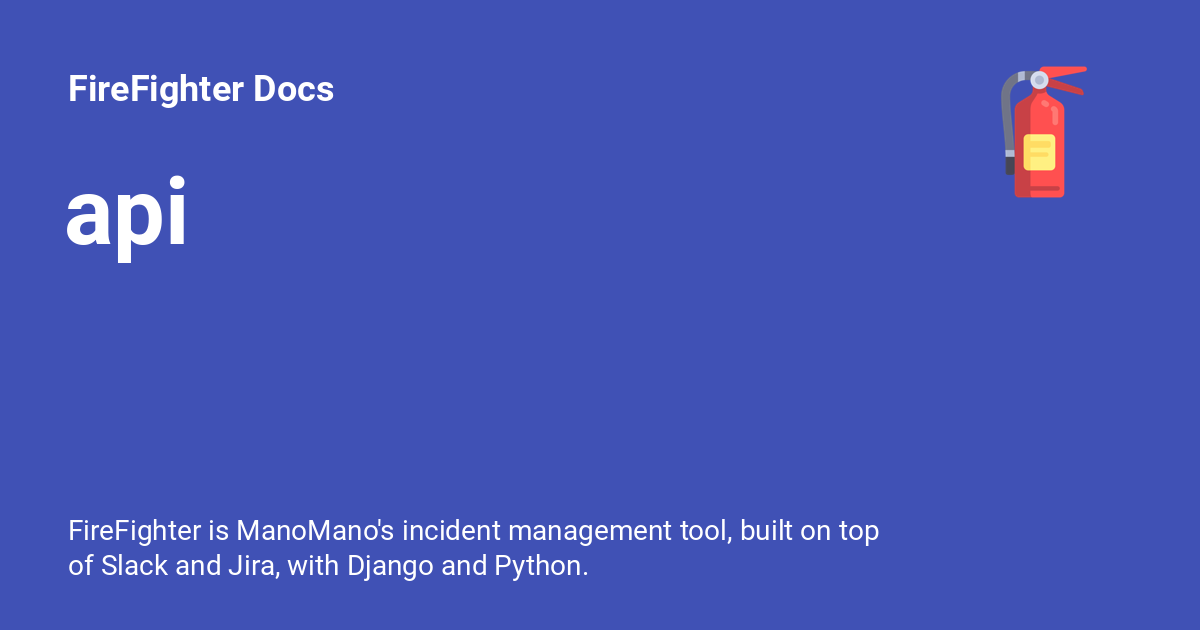 FireFighter Docs
api
FireFighter is ManoMano's incident management tool, built on top
of Slack and Jira, with Django and Python.